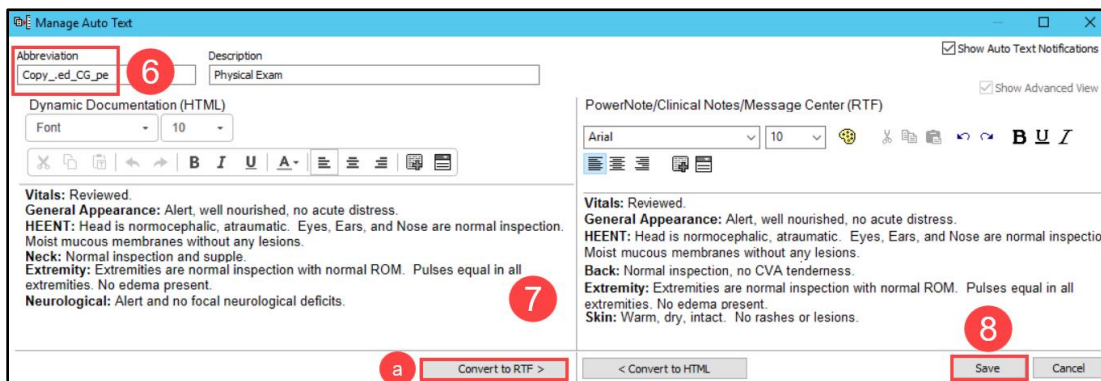 Manage Auto Text
Abbreviation
Description
Show Auto Text Notifications
6
Copy_.ed_CG_pe
Physical Exam
Show Advanced View
Dynamic Documentation (HTML)
Font
10
B I U A
Vitals: Reviewed.
General Appearance: Alert, well nourished, no acute distress.
HEENT: Head is normocephalic, atraumatic. Eyes, Ears, and Nose are normal inspection.
Moist mucous membranes without any lesions.
Neck: Normal inspection and supple.
Extremity: Extremities are normal inspection with normal ROM. Pulses equal in all
extremities. No edema present.
Neurological: Alert and no focal neurological deficits.
7
a
Convert to RTF >
PowerNote/Clinical Notes/Message Center (RTF)
Arial
10
B U I
Vitals: Reviewed.
General Appearance: Alert, well nourished, no acute distress.
HEENT: Head is normocephalic, atraumatic. Eyes, Ears, and Nose are normal inspectio
Moist mucous membranes without any lesions.
Back: Normal inspection, no CVA tenderness.
Extremity: Extremities are normal inspection with normal ROM. Pulses equal in all
extremities. No edema present.
Skin: Warm, dry, intact. No rashes or lesions.
8
< Convert to HTML
Save
Cancel